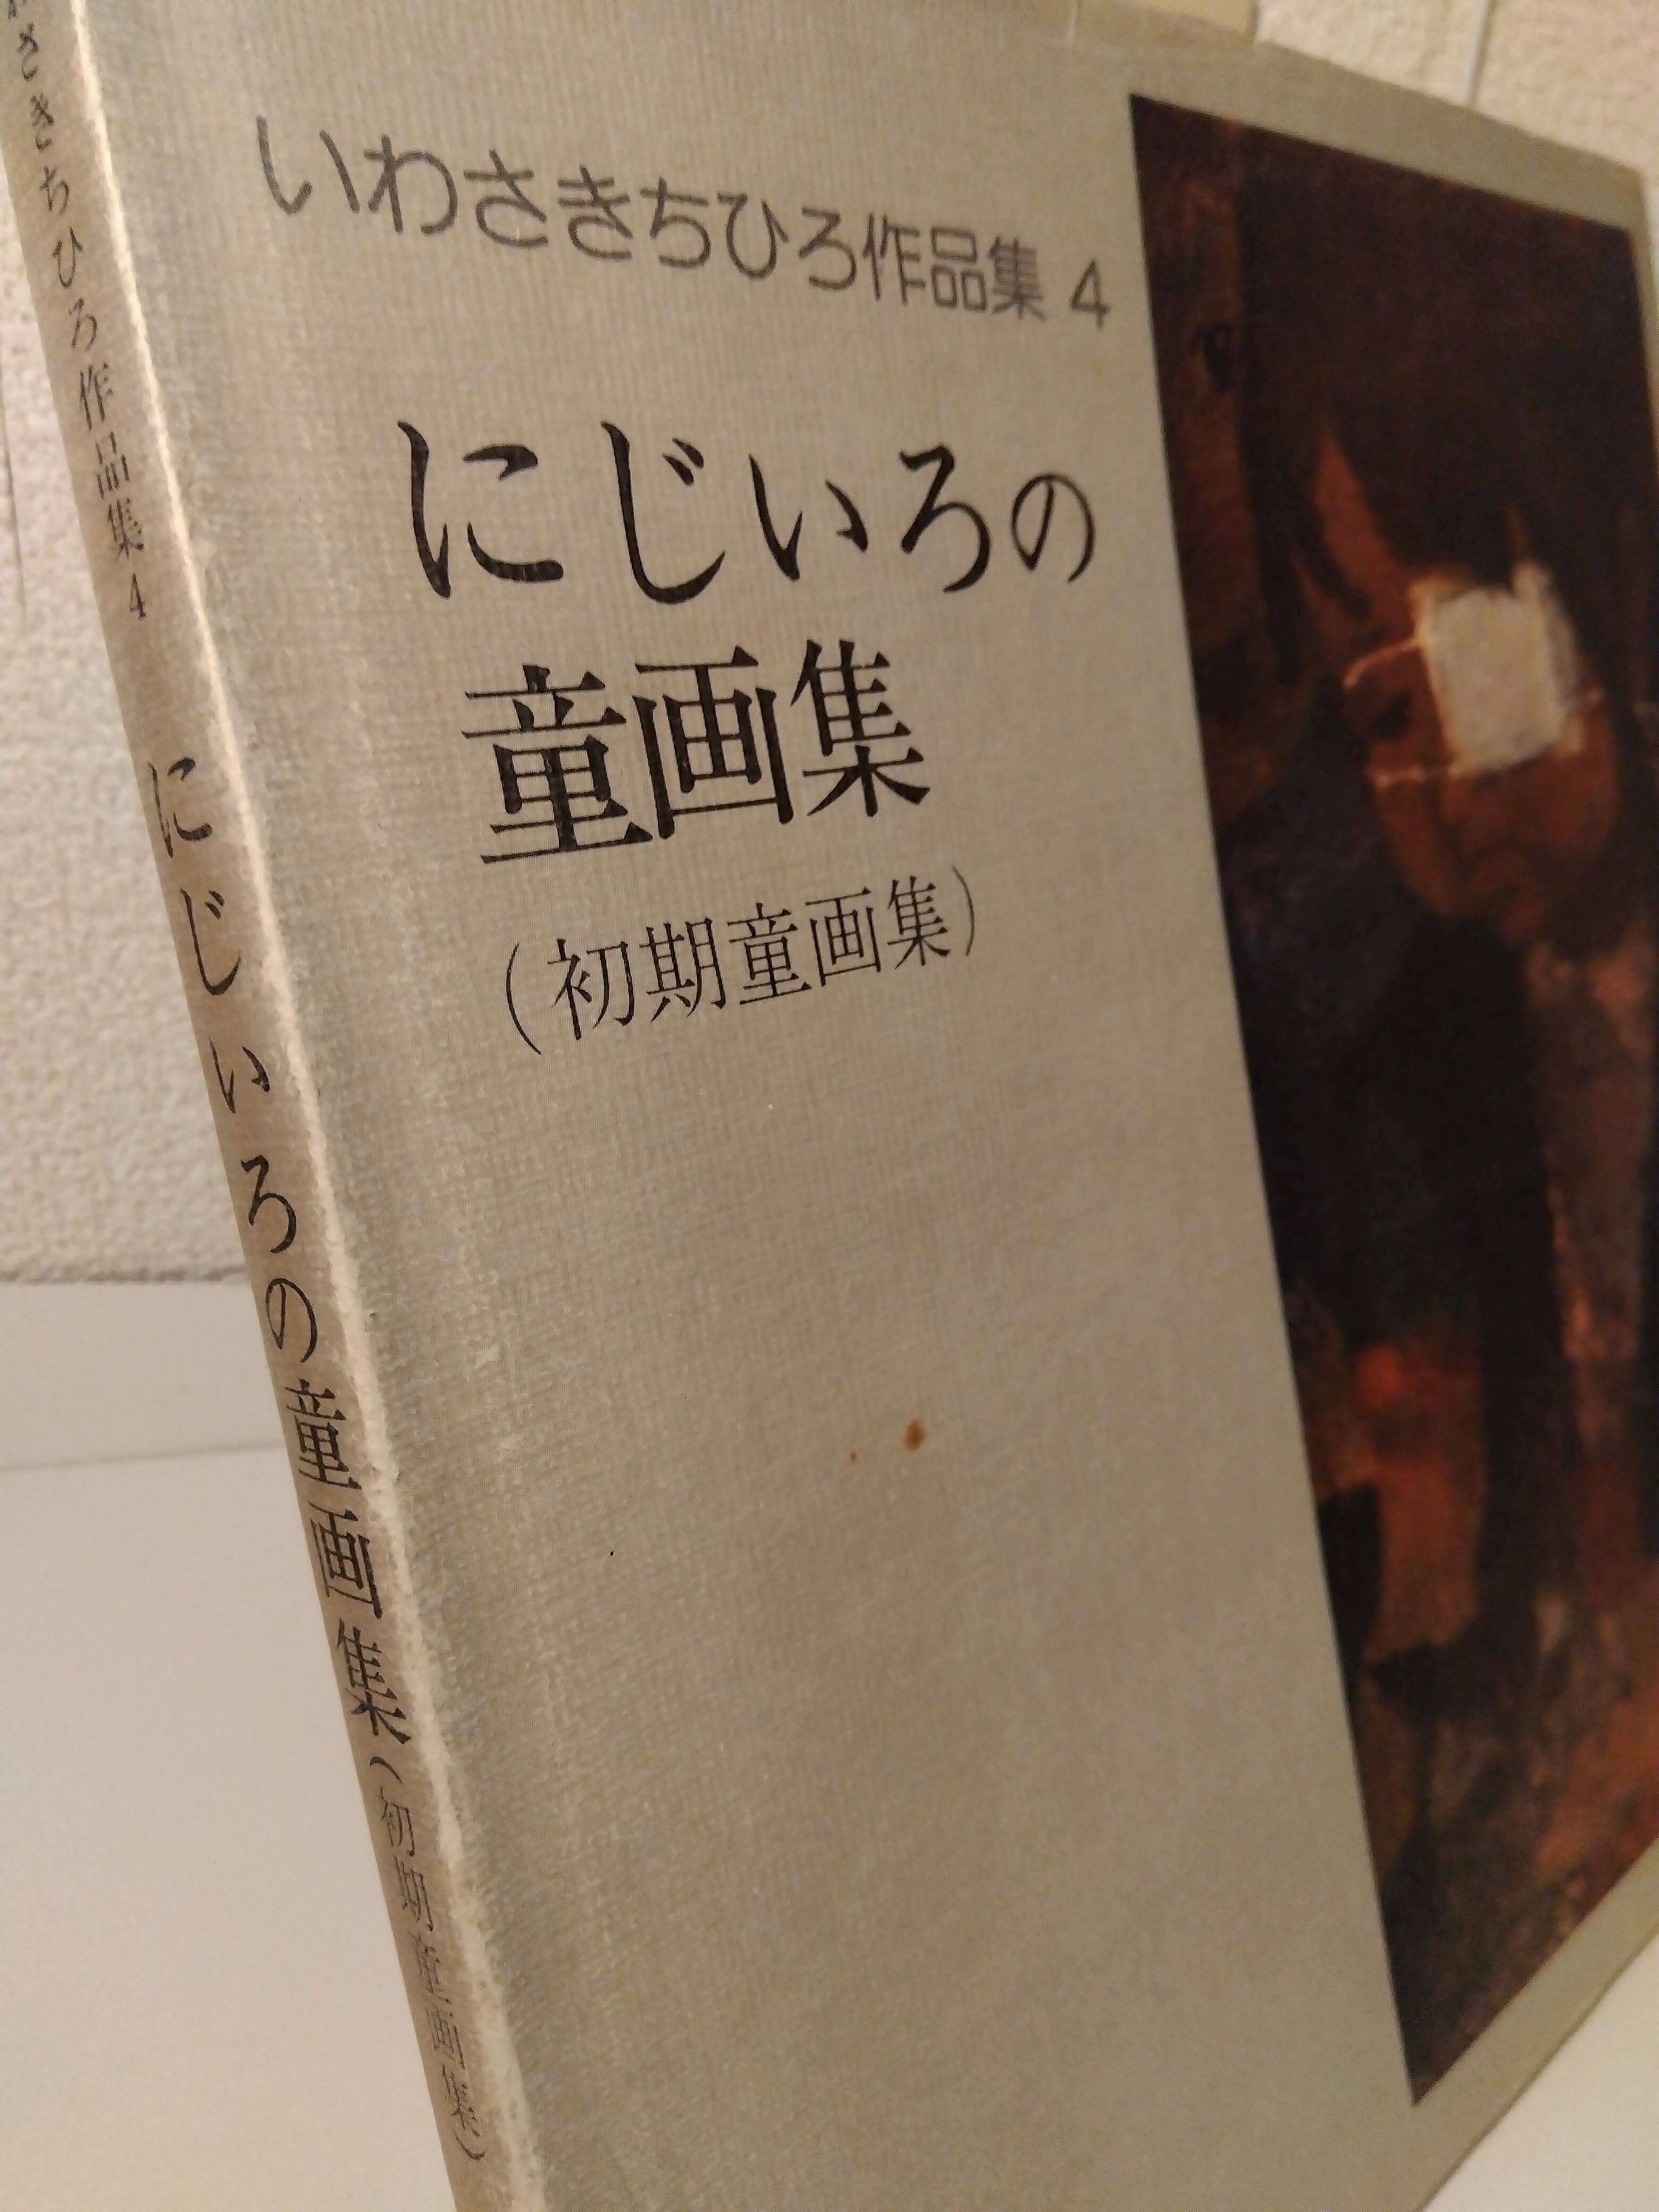 いわさきちひろ作品集 4
にじいろの
童画集
(初期童画集)
さきちひろ作品集 4 にじいろの童画集(初期童画集)